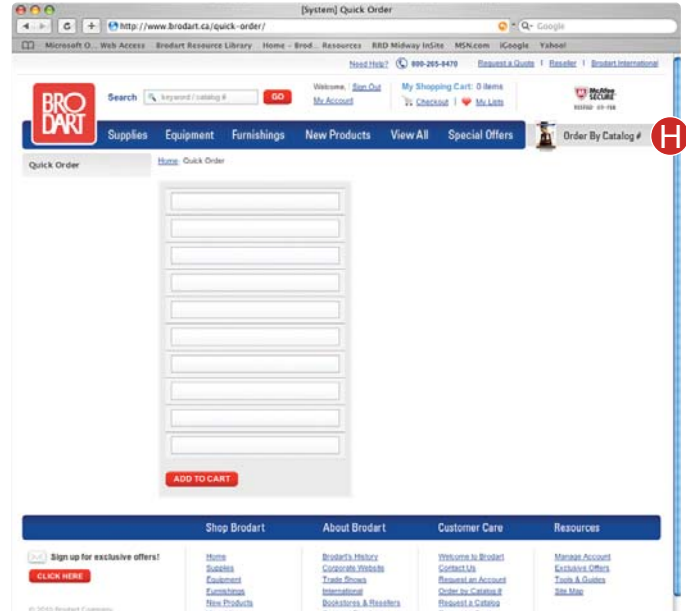 [System] Quick Order
http://www.brodart.ca/quick-order/
Google
Microsoft O... Web Access Brodart Resource Library Home - Brod... Resources RRD Midway InSite MSN.com iGoogle Yahoo!
Need Help? 800-265-8470 Request a Quote | Reseller | Brodart International
BRO
DART
Search keyword / catalog # GO
Welcome, Sign Out
My Account
My Shopping Cart: 0 items
Checkout | My Lists
McAfee
SECURE
TESTED
Supplies Equipment Furnishings New Products View All Special Offers Order By Catalog # H
Quick Order
Home: Quick Order
ADD TO CART
Shop Brodart About Brodart Customer Care Resources
Sign up for exclusive offers!
CLICK HERE
Home
Supplies
Equipment
Furnishings
New Products
Brodart's History
Corporate Website
Trade Shows
International
Bookstores & Resellers
Welcome to Brodart
Contact Us
Request an Account
Order by Catalog #
Request a Catalog
Manage Account
Exclusive Offers
Tools & Guides
Site Map